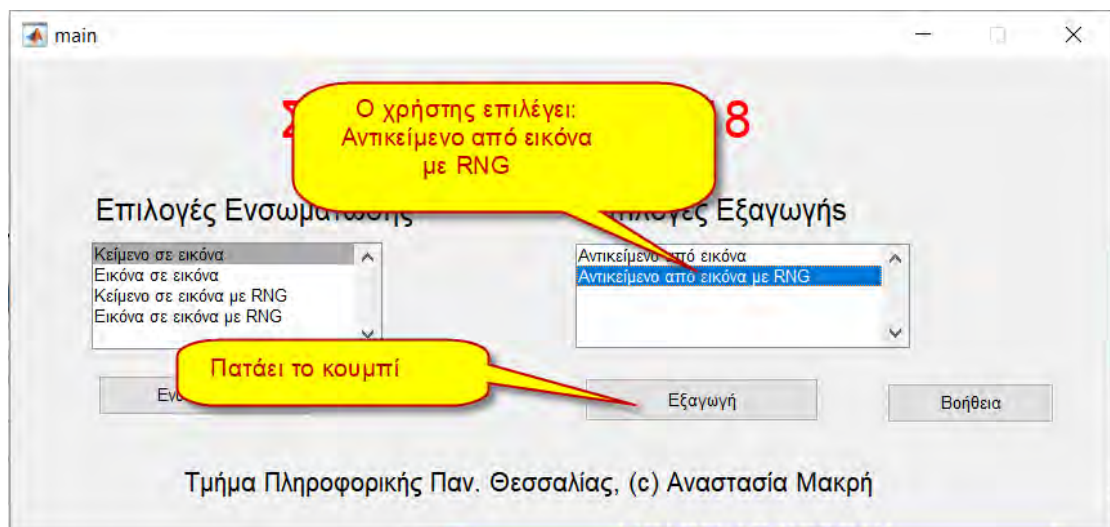 main
Ο χρήστης επιλέγει:
Αντικείμενο από εικόνα
με RNG
8
Επιλογές Ενσωμάτωσης
Εξαγωγήs
Κείμενο σε εικόνα
Εικόνα σε εικόνα
Κείμενο σε εικόνα με RNG
Εικόνα σε εικόνα με RNG
Αντικείμενο από εικόνα
Αντικείμενο από εικόνα με RNG
Πατάει το κουμπί
Εξαγωγή
Βοήθεια
Τμήμα Πληροφορικής Παν. Θεσσαλίας, (c) Αναστασία Μακρή